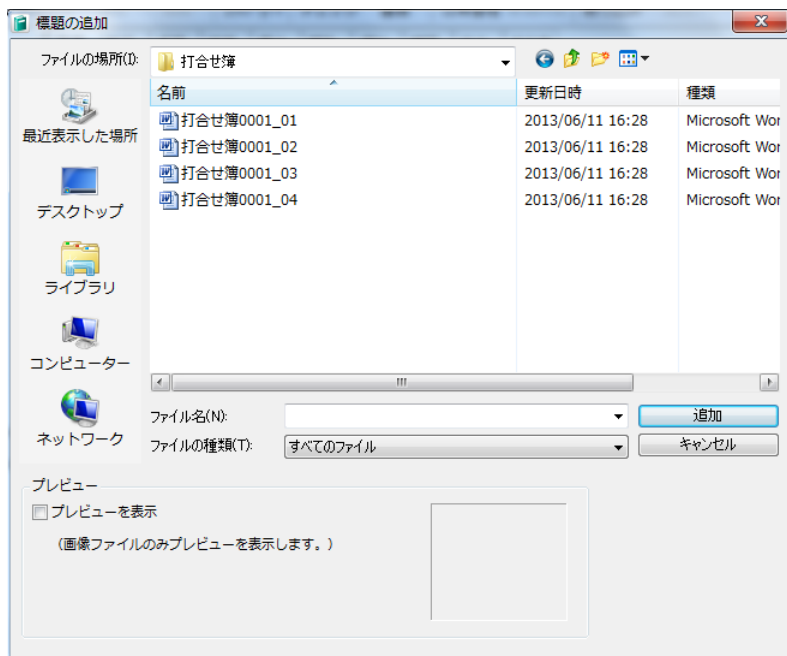 標題の追加
ファイルの場所(I):
打合せ簿
最近表示した場所
デスクトップ
ライブラリ
コンピューター
ネットワーク
名前 更新日時 種類
打合せ簿0001_01 2013/06/11 16:28 Microsoft Wor
打合せ簿0001_02 2013/06/11 16:28 Microsoft Wor
打合せ簿0001_03 2013/06/11 16:28 Microsoft Wor
打合せ簿0001_04 2013/06/11 16:28 Microsoft Wor
ファイル名(N): 追加
ファイルの種類(T): すべてのファイル キャンセル
プレビュー
プレビューを表示
(画像ファイルのみプレビューを表示します。)